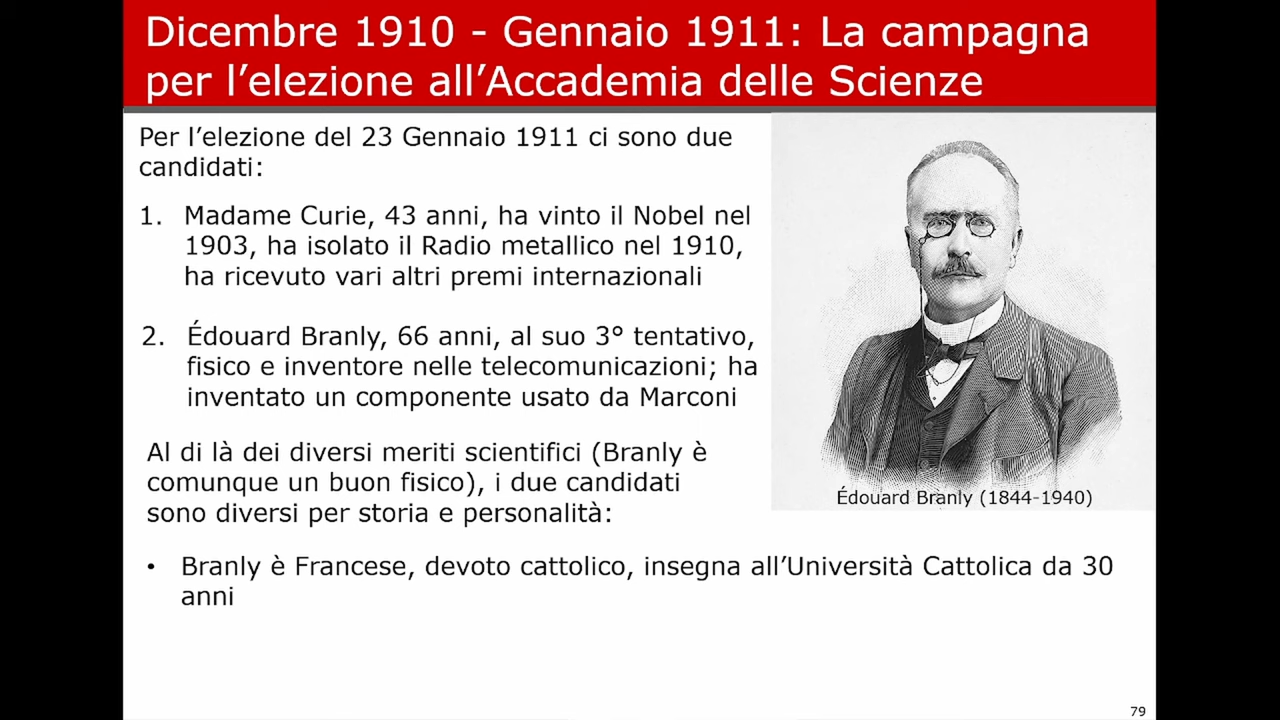 Dicembre 1910 - Gennaio 1911: La campagna
per l’elezione all’Accademia delle Scienze
Per l’elezione del 23 Gennaio 1911 ci sono due
candidati:
1. Madame Curie, 43 anni, ha vinto il Nobel nel
1903, ha isolato il Radio metallico nel 1910,
ha ricevuto vari altri premi internazionali
2. Édouard Branly, 66 anni, al suo 3° tentativo,
fisico e inventore nelle telecomunicazioni; ha
inventato un componente usato da Marconi
Al di là dei diversi meriti scientifici (Branly è
comunque un buon fisico), i due candidati
sono diversi per storia e personalità:
Édouard Branly (1844-1940)
• Branly è Francese, devoto cattolico, insegna all’Università Cattolica da 30
anni
79